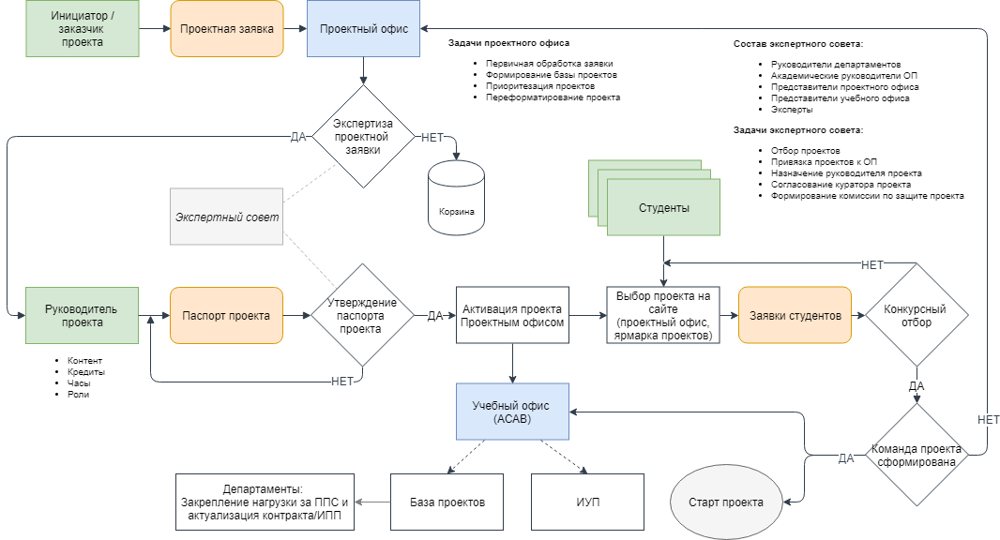 Инициатор /
заказчик
проекта
Проектная заявка
Проектный офис
Задачи проектного офиса
Первичная обработка заявки
Формирование базы проектов
Приоритезация проектов
Переформатирование проекта
Состав экспертного совета:
Руководители департаментов
Академические руководители ОП
Представители проектного офиса
Представители учебного офиса
Эксперты
Задачи экспертного совета:
Отбор проектов
Привязка проектов к ОП
Назначение руководителя проекта
Согласование куратора проекта
Формирование комиссии по защите проекта
ДА
Экспертиза
проектной
заявки
НЕТ
Корзина
Экспертный совет
Студенты
НЕТ
Руководитель
проекта
Паспорт проекта
Утверждение
паспорта
проекта
ДА
Активация проекта
Проектным офисом
Выбор проекта на
сайте
(проектный офис,
ярмарка проектов)
Заявки студентов
Конкурсный
отбор
Контент
Кредиты
Часы
Роли
НЕТ
ДА
Учебный офис
(АСАВ)
НЕТ
Команда проекта
сформирована
ДА
Департаменты:
Закрепление нагрузки за ППС и
актуализация контракта/ИПП
База проектов
ИУП
Старт проекта